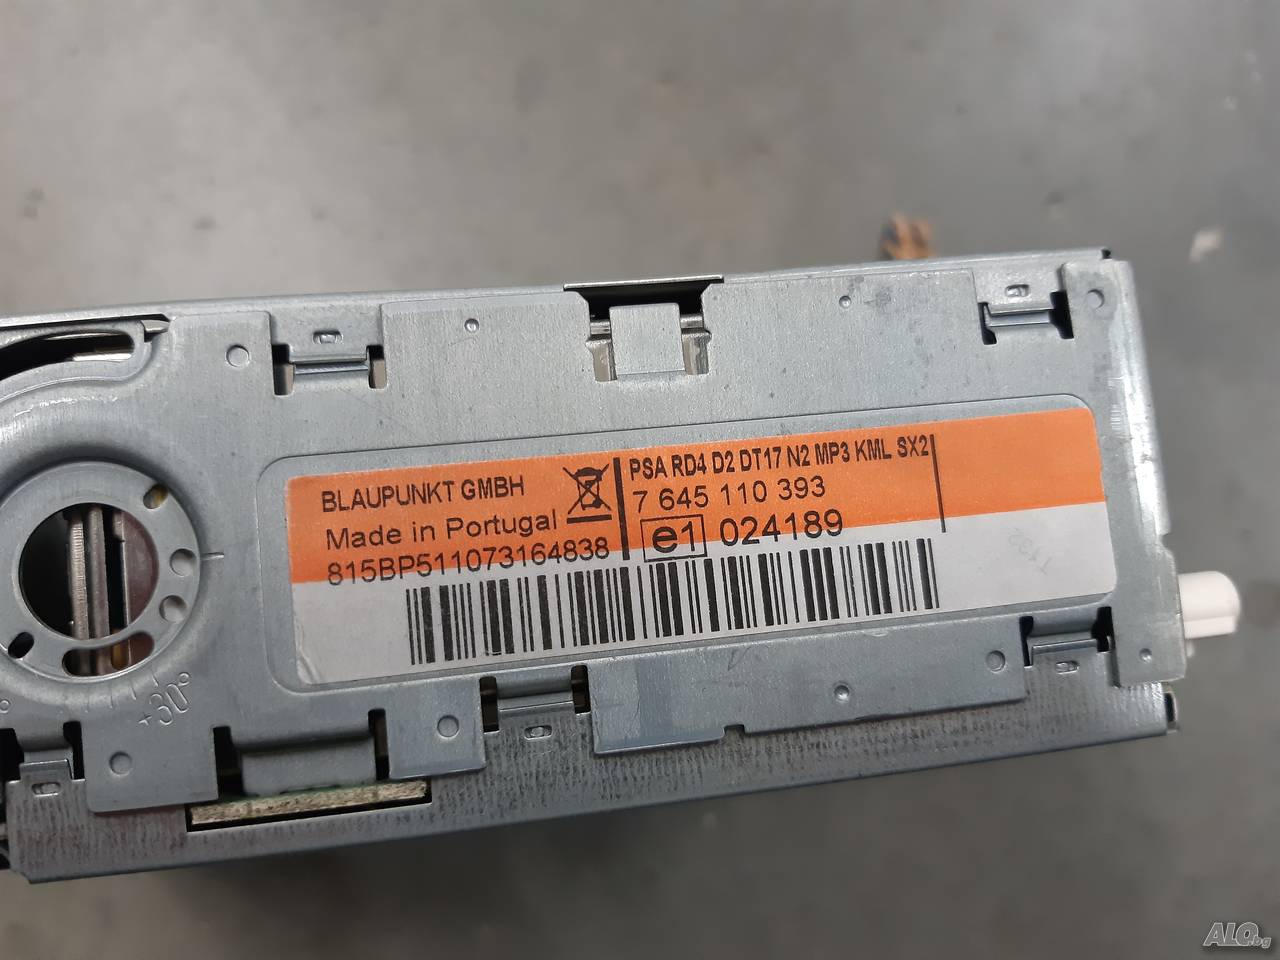 BLAUPUNKT GMBH
Made in Portugal
815BP511073164838
PSA RD4 D2 DT17 N2 MP3 KML SX2
7 645 110 393
e1 024189
+30°
ALO.bg